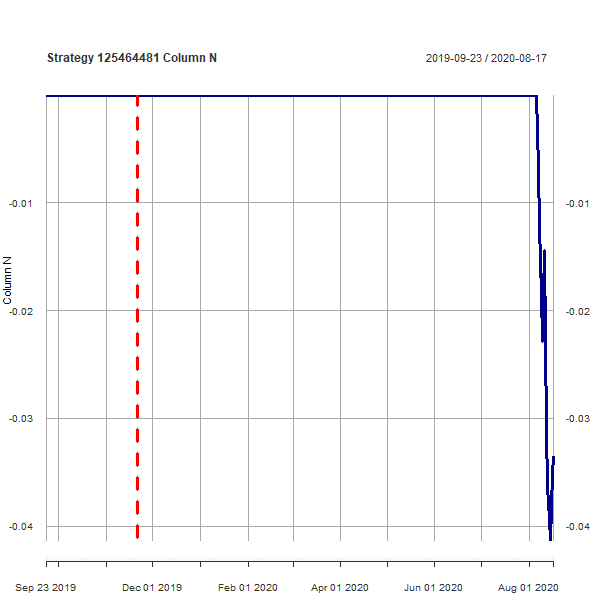 Strategy 125464481 Column N
2019-09-23 / 2020-08-17
Column N
-0.01
-0.02
-0.03
-0.04
-0.01
-0.02
-0.03
-0.04
Sep 23 2019
Dec 01 2019
Feb 01 2020
Apr 01 2020
Jun 01 2020
Aug 01 2020